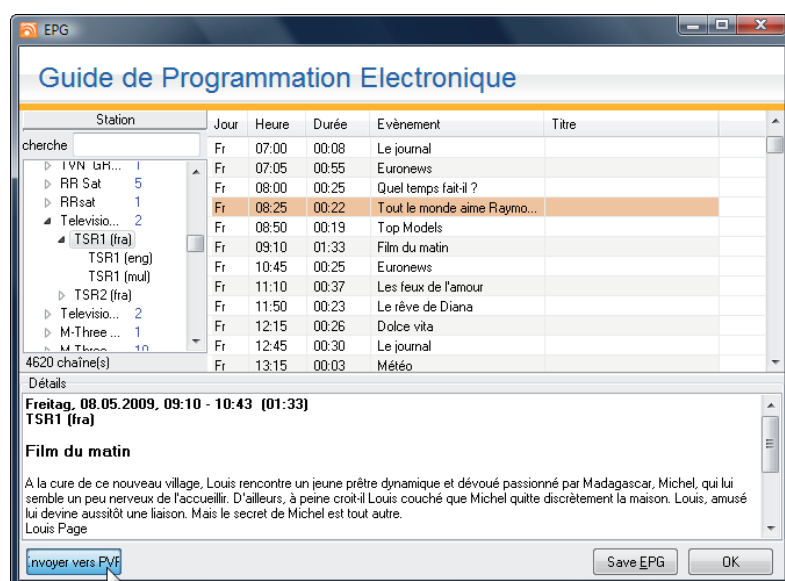 EPG
Guide de Programmation Electronique
Station
cherche
RR Sat 5
RRsat 1
Televisio... 2
TSR1 (fra)
TSR1 (eng)
TSR1 (mul)
TSR2 (fra)
Televisio... 2
M-Three ... 1
4620 chaîne(s)
Jour Heure Durée Evènement Titre
Fr 07:00 00:08 Le journal
Fr 07:05 00:55 Euronews
Fr 08:00 00:25 Quel temps fait-il ?
Fr 08:25 00:22 Tout le monde aime Raymo...
Fr 08:50 00:19 Top Models
Fr 09:10 01:33 Film du matin
Fr 10:45 00:25 Euronews
Fr 11:10 00:37 Les feux de l'amour
Fr 11:50 00:23 Le rêve de Diana
Fr 12:15 00:26 Dolce vita
Fr 12:45 00:30 Le journal
Fr 13:15 00:03 Météo
Détails
Freitag, 08.05.2009, 09:10 - 10:43 (01:33)
TSR1 (fra)
Film du matin
A la cure de ce nouveau village, Louis rencontre un jeune prêtre dynamique et dévoué passionné par Madagascar, Michel, qui lui
semble un peu nerveux de l'accueillir. D'ailleurs, à peine croit-il Louis couché que Michel quitte discrètement la maison. Louis, amusé
lui devine aussitôt une liaison. Mais le secret de Michel est tout autre.
Louis Page
Envoyer vers PVR
Save EPG
OK